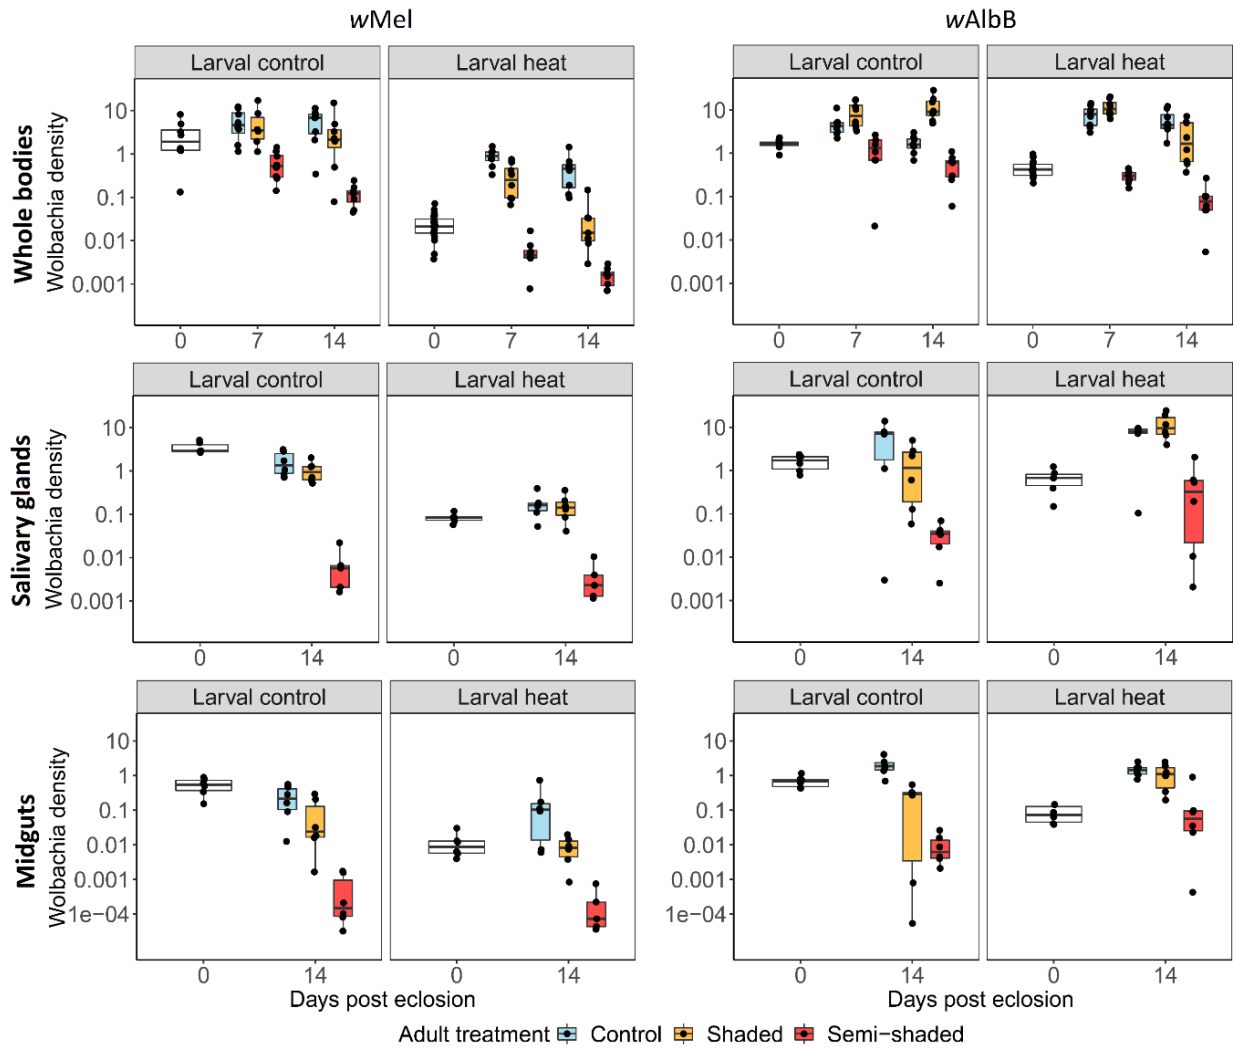 wMel
wAlbB
Whole bodies
Wolbachia density
Larval control
Larval heat
10
1
0.1
0.01
0.001
0
7
14
0
7
14
Larval control
Larval heat
10
1
0.1
0.01
0.001
0
7
14
0
7
14
Salivary glands
Wolbachia density
Larval control
Larval heat
10
1
0.1
0.01
0.001
0
14
0
14
Larval control
Larval heat
10
1
0.1
0.01
0.001
0
14
0
14
Midguts
Wolbachia density
Larval control
Larval heat
10
1
0.1
0.01
0.001
1e−04
0
14
0
14
Days post eclosion
Larval control
Larval heat
10
1
0.1
0.01
0.001
1e−04
0
14
0
14
Days post eclosion
Adult treatment Control Shaded Semi−shaded